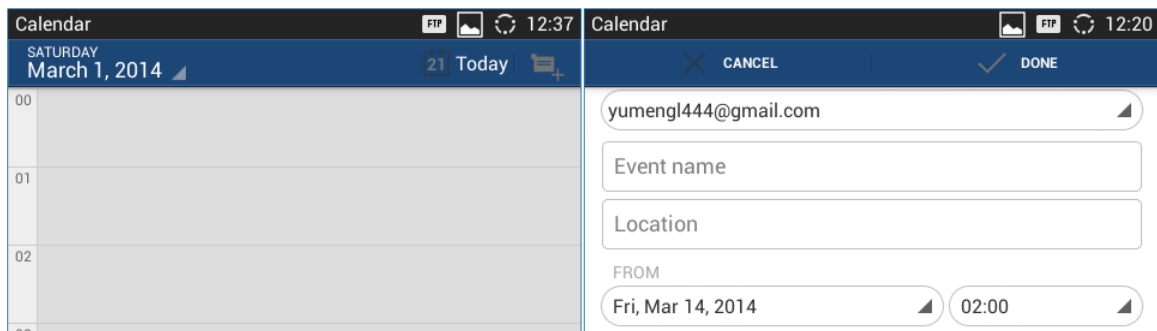 Calendar FTP 12:37
SATURDAY
March 1, 2014
21 Today
00
01
02
Calendar FTP 12:20
CANCEL DONE
yumengl444@gmail.com
Event name
Location
FROM
Fri, Mar 14, 2014 02:00